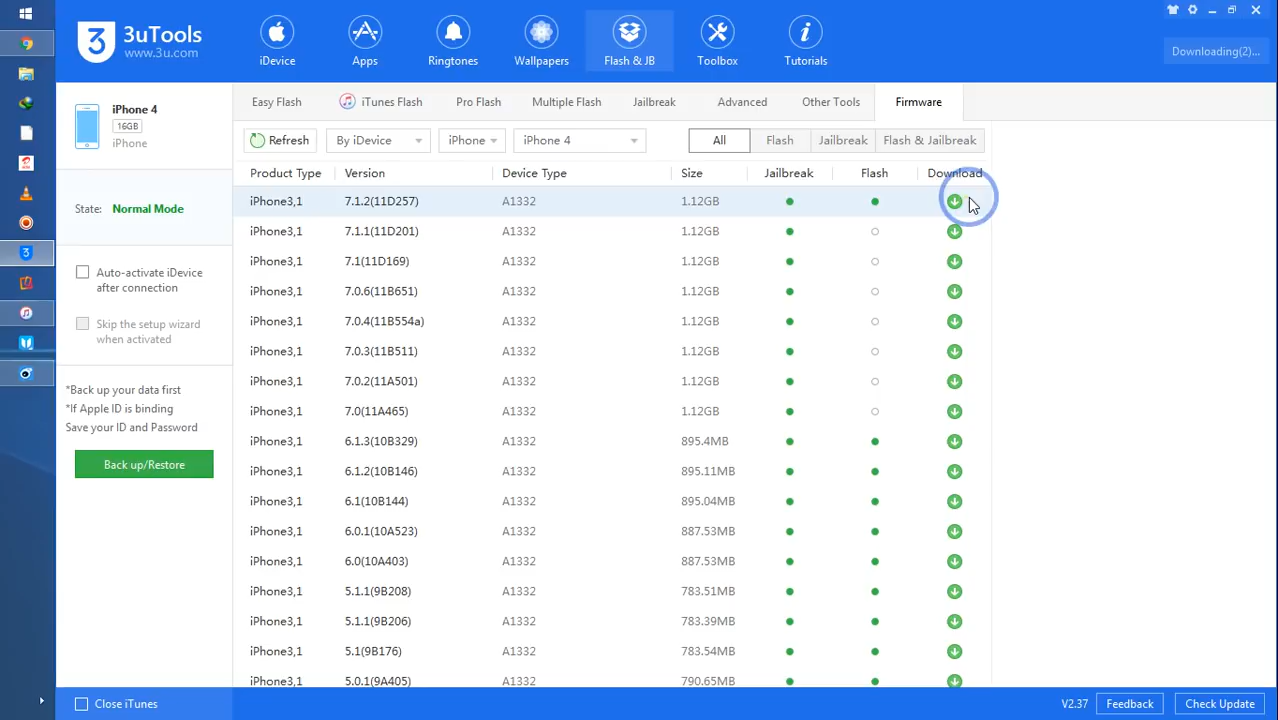 3
3uTools
www.3u.com
iDevice
Apps
Ringtones
Wallpapers
Flash & JB
Toolbox
i
Tutorials
Downloading(2)...
iPhone 4
16GB
iPhone
State: Normal Mode
Auto-activate iDevice
after connection
Skip the setup wizard
when activated
*Back up your data first
*If Apple ID is binding
Save your ID and Password
Back up/Restore
Easy Flash iTunes Flash Pro Flash Multiple Flash Jailbreak Advanced Other Tools Firmware
Refresh By iDevice iPhone iPhone 4 All Flash Jailbreak Flash & Jailbreak
Product Type Version Device Type Size Jailbreak Flash Download
iPhone3,1 7.1.2(11D257) A1332 1.12GB
iPhone3,1 7.1.1(11D201) A1332 1.12GB
iPhone3,1 7.1(11D169) A1332 1.12GB
iPhone3,1 7.0.6(11B651) A1332 1.12GB
iPhone3,1 7.0.4(11B554a) A1332 1.12GB
iPhone3,1 7.0.3(11B511) A1332 1.12GB
iPhone3,1 7.0.2(11A501) A1332 1.12GB
iPhone3,1 7.0(11A465) A1332 1.12GB
iPhone3,1 6.1.3(10B329) A1332 895.4MB
iPhone3,1 6.1.2(10B146) A1332 895.11MB
iPhone3,1 6.1(10B144) A1332 895.04MB
iPhone3,1 6.0.1(10A523) A1332 887.53MB
iPhone3,1 6.0(10A403) A1332 887.53MB
iPhone3,1 5.1.1(9B208) A1332 783.51MB
iPhone3,1 5.1.1(9B206) A1332 783.39MB
iPhone3,1 5.1(9B176) A1332 783.54MB
iPhone3,1 5.0.1(9A405) A1332 790.65MB
Close iTunes
V2.37
Feedback
Check Update